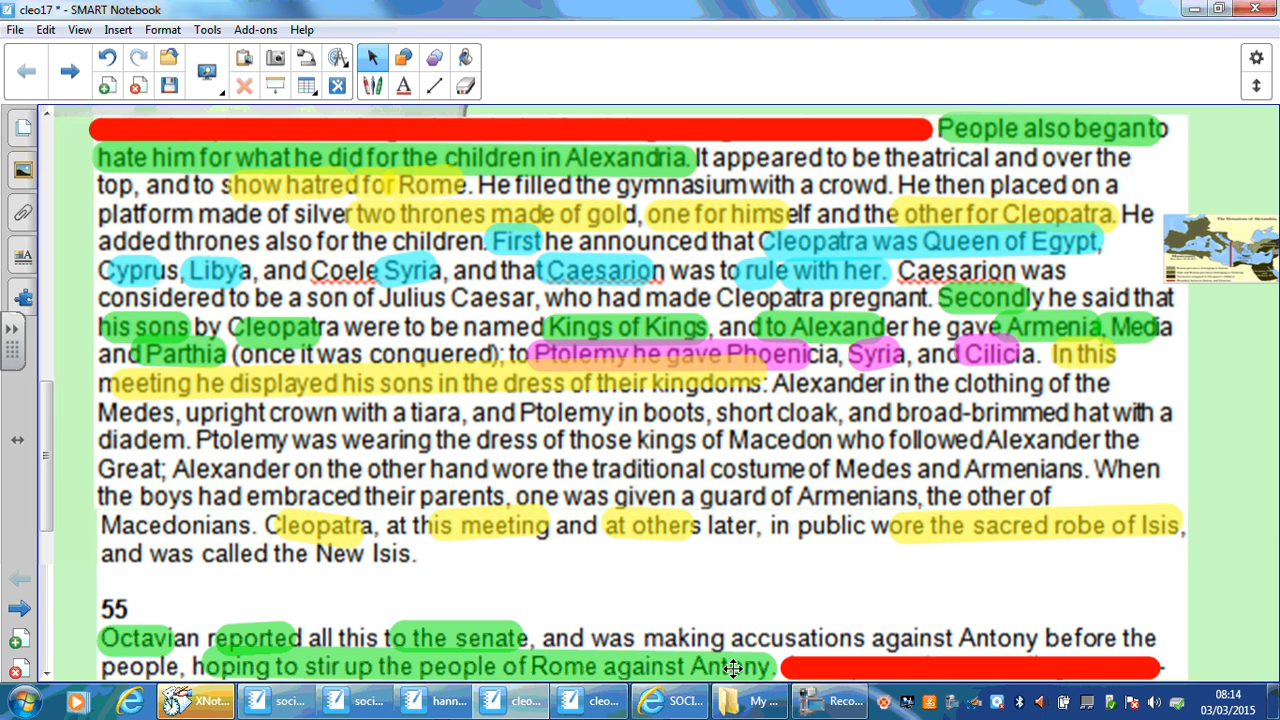 cleo17 * - SMART Notebook
File Edit View Insert Format Tools Add-ons Help
People also began to
hate him for what he did for the children in Alexandria. It appeared to be theatrical and over the
top, and to show hatred for Rome. He filled the gymnasium with a crowd. He then placed on a
platform made of silver two thrones made of gold, one for himself and the other for Cleopatra. He
added thrones also for the children. First he announced that Cleopatra was Queen of Egypt,
Cyprus, Libya, and Coele Syria, and that Caesarion was to rule with her. Caesarion was
considered to be a son of Julius Caesar, who had made Cleopatra pregnant. Secondly he said that
his sons by Cleopatra were to be named Kings of Kings, and to Alexander he gave Armenia, Media
and Parthia (once it was conquered); to Ptolemy he gave Phoenicia, Syria, and Cilicia. In this
meeting he displayed his sons in the dress of their kingdoms: Alexander in the clothing of the
Medes, upright crown with a tiara, and Ptolemy in boots, short cloak, and broad-brimmed hat with a
diadem. Ptolemy was wearing the dress of those kings of Macedon who followed Alexander the
Great; Alexander on the other hand wore the traditional costume of Medes and Armenians. When
the boys had embraced their parents, one was given a guard of Armenians, the other of
Macedonians. Cleopatra, at this meeting and at others later, in public wore the sacred robe of Isis,
and was called the New Isis.
55
Octavian reported all this to the senate, and was making accusations against Antony before the
people, hoping to stir up the people of Rome against Antony.
XNot... soci... soci... hann... cleo... cleo... SOCI... My ... Reco... 08:14
03/03/2015